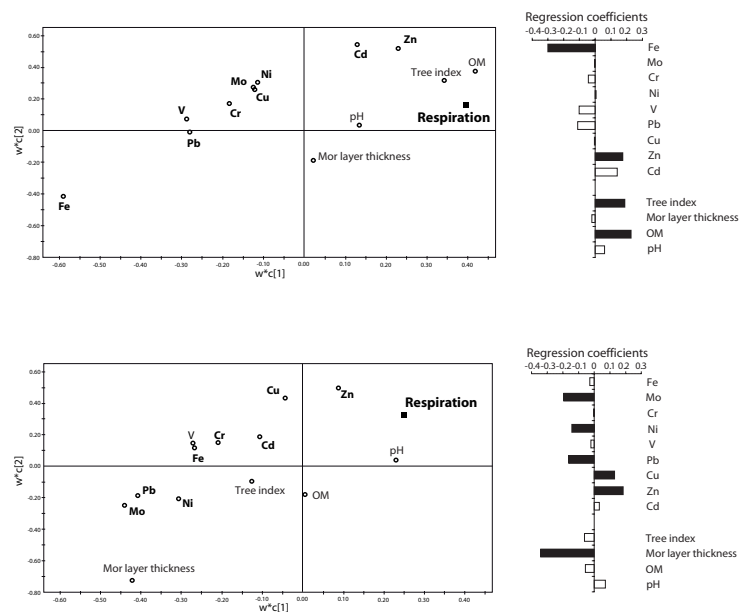 Regression coefficients
-0.4-0.3-0.2-0.1 0 0.1 0.2 0.3
Fe
Mo
Cr
Ni
V
Pb
Cu
Zn
Cd
Tree index
Mor layer thickness
OM
pH
w*c[2]
0.60
0.40
0.20
0.00
-0.20
-0.40
-0.60
-0.80
Zn
Cd
OM
Tree index
Ni
Mo
Cu
Respiration
Cr
V
pH
Pb
Mor layer thickness
Fe
-0.60 -0.50 -0.40 -0.30 -0.20 -0.10 0.00 0.10 0.20 0.30 0.40
w*c[1]
Regression coefficients
-0.4-0.3-0.2-0.1 0 0.1 0.2 0.3
Fe
Mo
Cr
Ni
V
Pb
Cu
Zn
Cd
Tree index
Mor layer thickness
OM
pH
w*c[2]
0.60
0.40
0.20
0.00
-0.20
-0.40
-0.60
-0.80
Cu
Zn
Respiration
V
Cr
Cd
Fe
pH
Pb
Tree index
OM
Mo
Ni
Mor layer thickness
-0.60 -0.50 -0.40 -0.30 -0.20 -0.10 0.00 0.10 0.20 0.30 0.40
w*c[1]